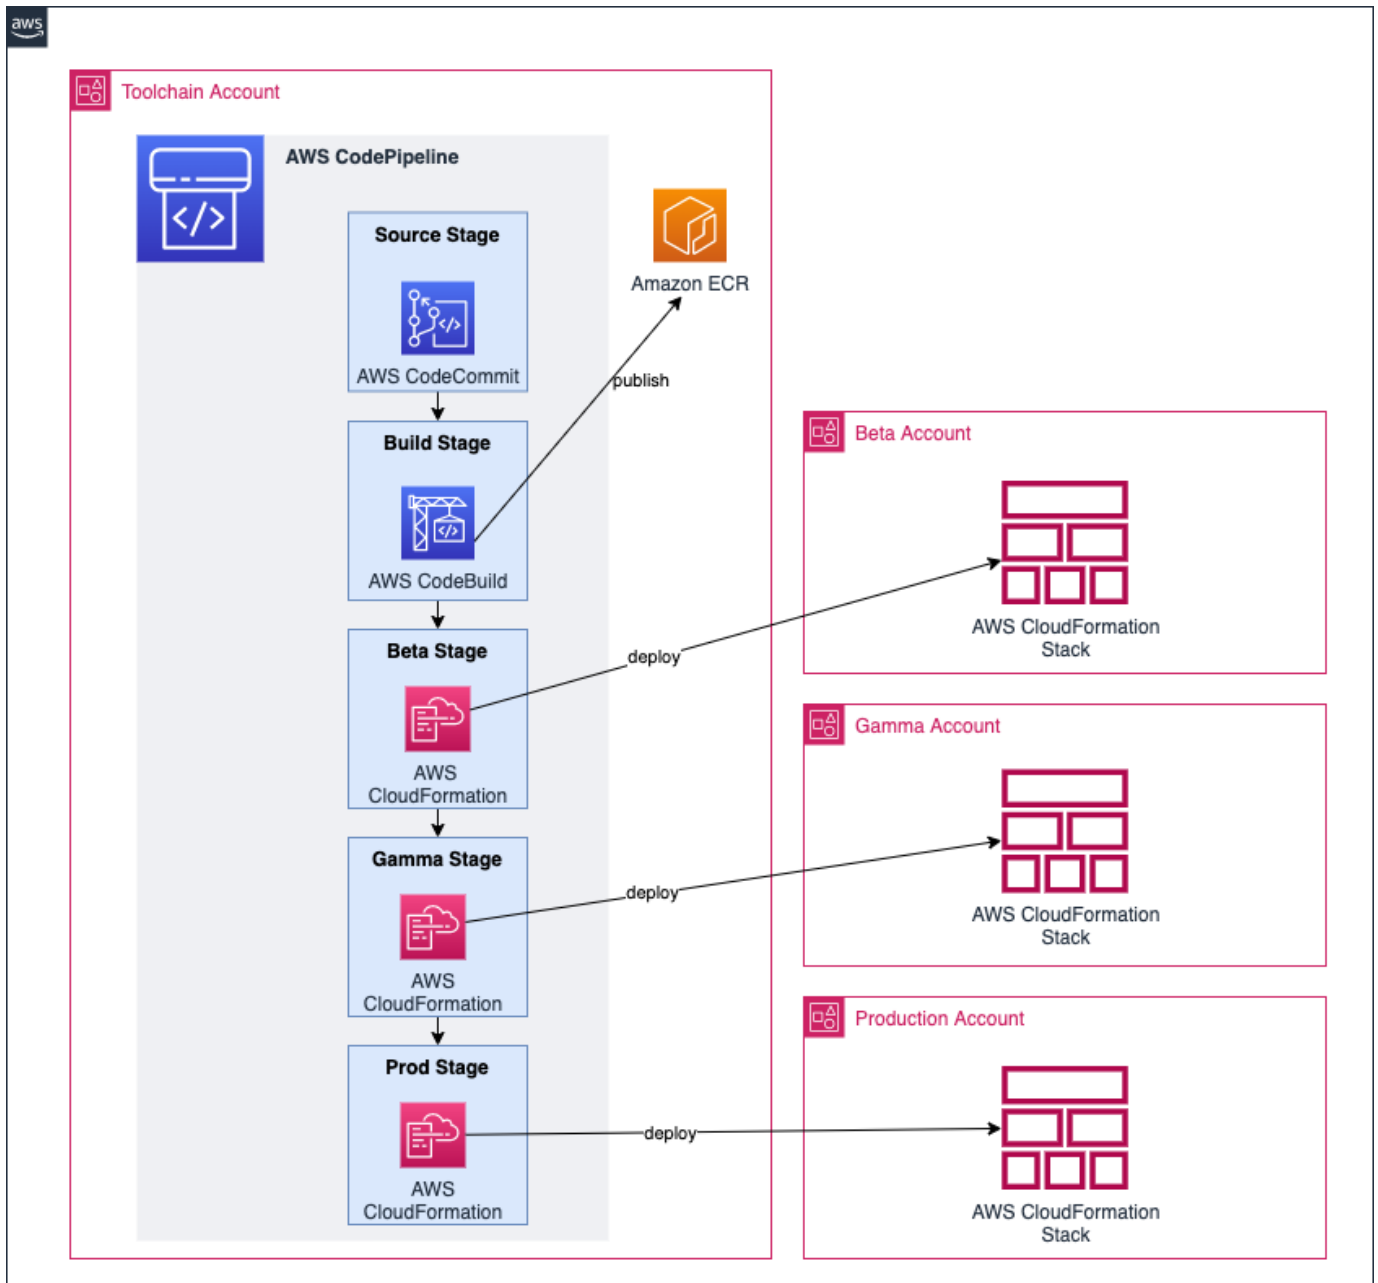 aws
Toolchain Account
AWS CodePipeline
Source Stage
AWS CodeCommit
Amazon ECR
publish
Build Stage
AWS CodeBuild
Beta Stage
AWS
CloudFormation
deploy
Gamma Stage
AWS
CloudFormation
deploy
Prod Stage
AWS
CloudFormation
deploy
Beta Account
AWS CloudFormation
Stack
Gamma Account
AWS CloudFormation
Stack
Production Account
AWS CloudFormation
Stack